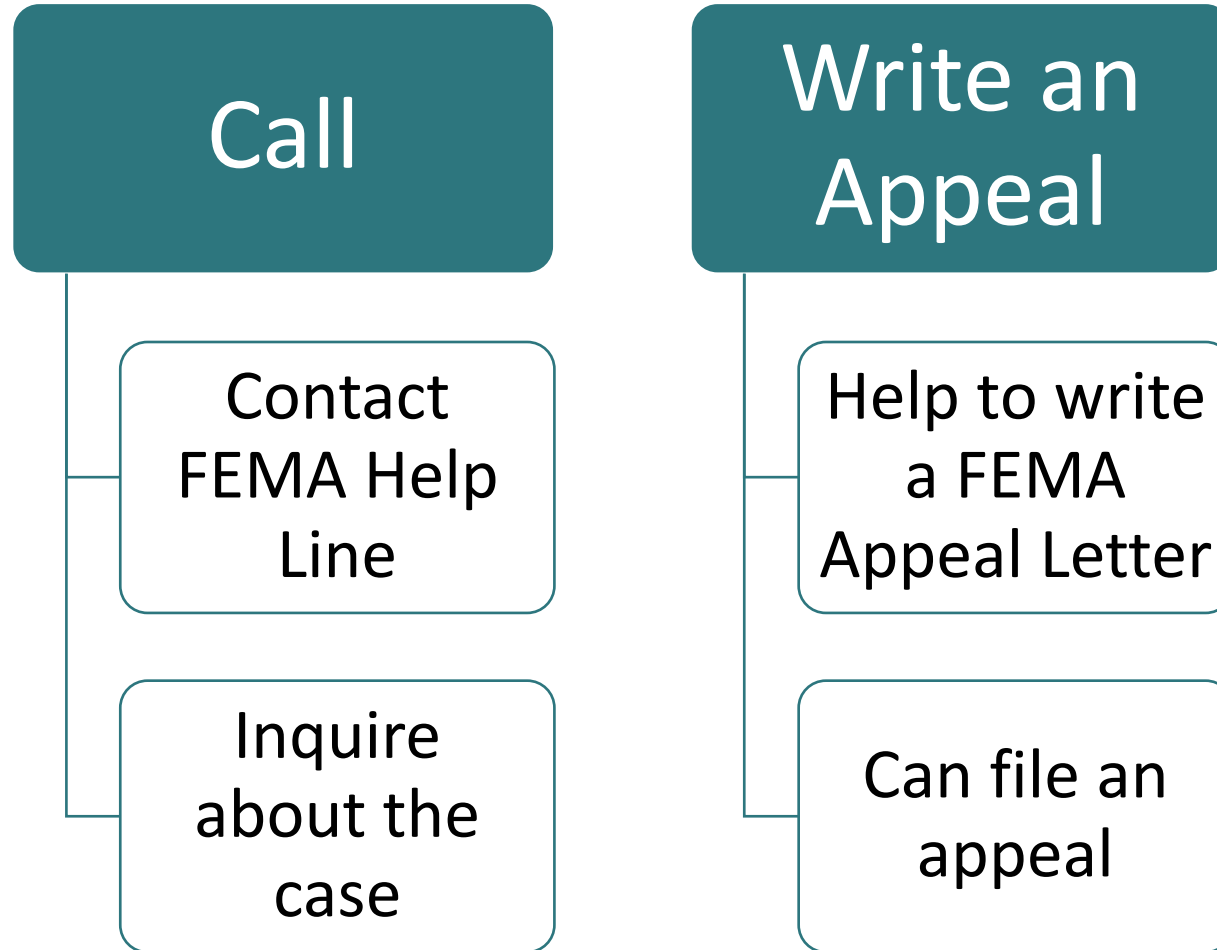 Call
Contact
FEMA Help
Line
Inquire
about the
case
Write an
Appeal
Help to write
a FEMA
Appeal Letter
Can file an
appeal